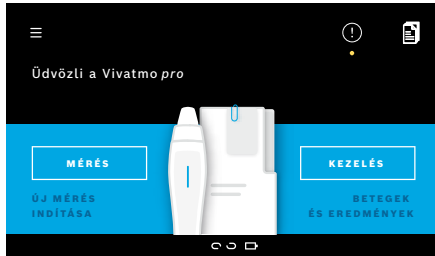 Üdvözli a Vivatmo pro
MÉRÉS
KEZELÉS
ÚJ MÉRÉS
INDÍTÁSA
BETEGEK
ÉS EREDMÉNYEK